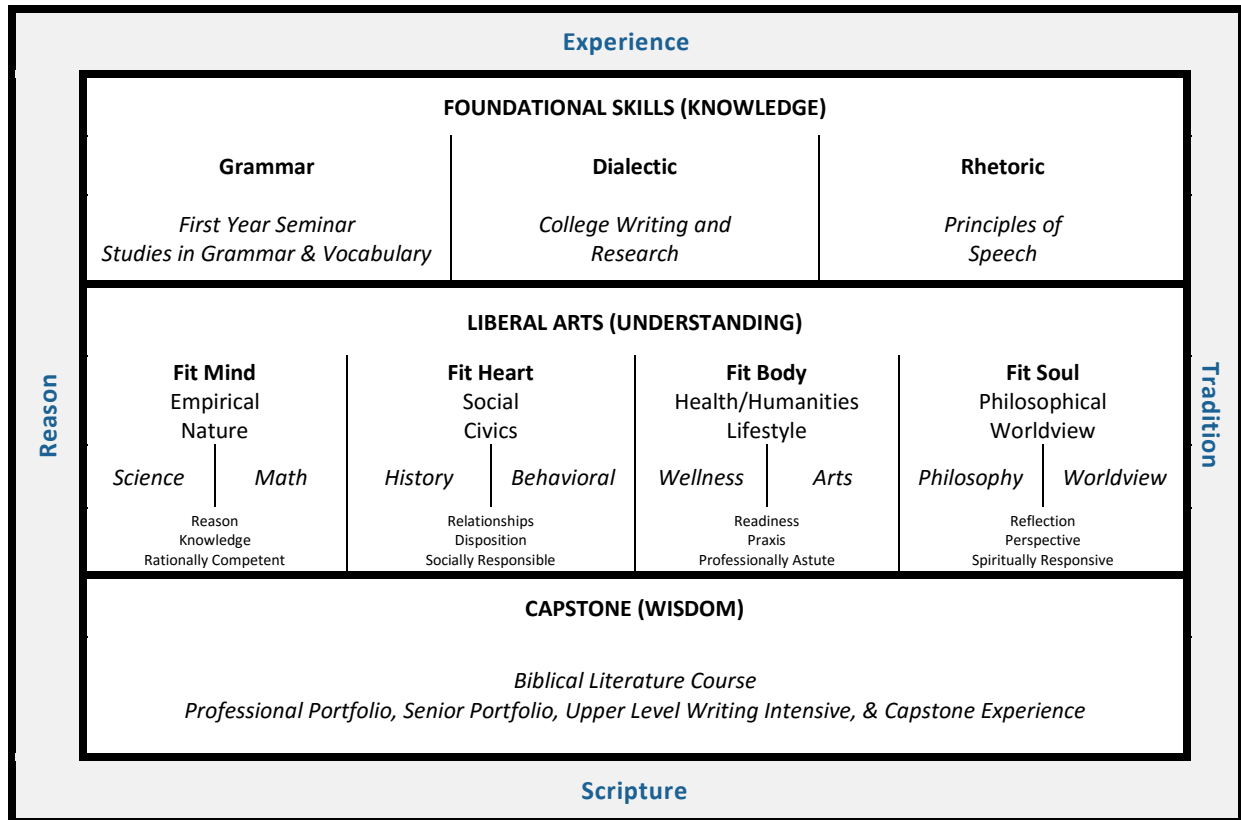 Experience
FOUNDATIONAL SKILLS (KNOWLEDGE)
Grammar
First Year Seminar
Studies in Grammar & Vocabulary
Dialectic
College Writing and
Research
Rhetoric
Principles of
Speech
Reason
LIBERAL ARTS (UNDERSTANDING)
Fit Mind
Empirical
Nature
Science
Math
Reason
Knowledge
Rationally Competent
Fit Heart
Social
Civics
History
Behavioral
Relationships
Disposition
Socially Responsible
Fit Body
Health/Humanities
Lifestyle
Wellness
Arts
Readiness
Praxis
Professionally Astute
Fit Soul
Philosophical
Worldview
Philosophy
Worldview
Reflection
Perspective
Spiritually Responsive
Tradition
CAPSTONE (WISDOM)
Biblical Literature Course
Professional Portfolio, Senior Portfolio, Upper Level Writing Intensive, & Capstone Experience
Scripture